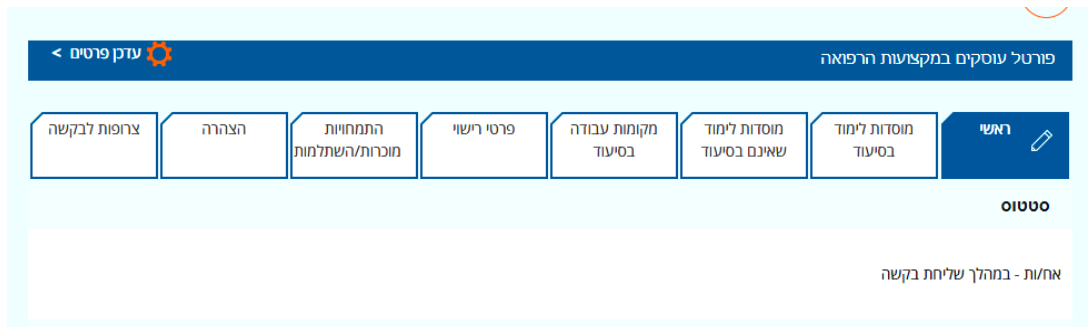 פורטל עוסקים במקצועות הרפואה
עדכן פרטים >
ראשי
מוסדות לימוד
בסיעוד
מוסדות לימוד
שאינם בסיעוד
מקומות עבודה
בסיעוד
פרטי רישוי
התמחויות
מוכרות/השתלמות
הצהרה
צרופות לבקשה
סטטוס
אח/ות - במהלך שליחת בקשה